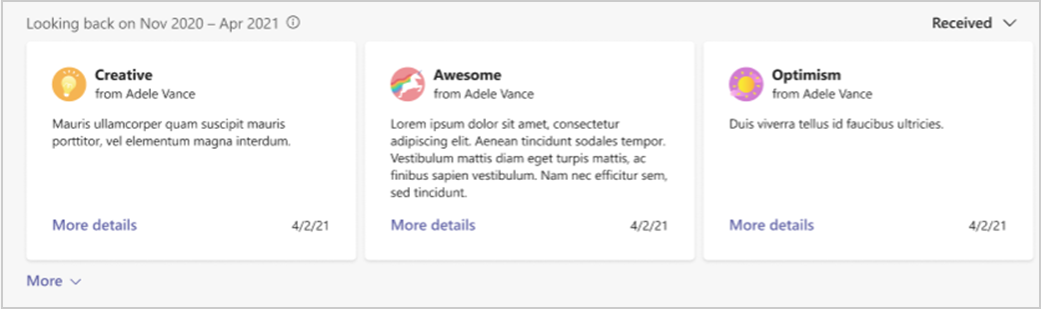 Looking back on Nov 2020 – Apr 2021
Received
Creative
from Adele Vance
Mauris ullamcorper quam suscipit mauris
porttitor, vel elementum magna interdum.
More details
4/2/21
Awesome
from Adele Vance
Lorem ipsum dolor sit amet, consectetur
adipiscing elit. Aenean tincidunt sodales tempor.
Vestibulum mattis diam eget turpis mattis, ac
finibus sapien vestibulum. Nam nec efficitur sem,
sed tincidunt.
More details
4/2/21
Optimism
from Adele Vance
Duis viverra tellus id faucibus ultricies.
More details
4/2/21
More